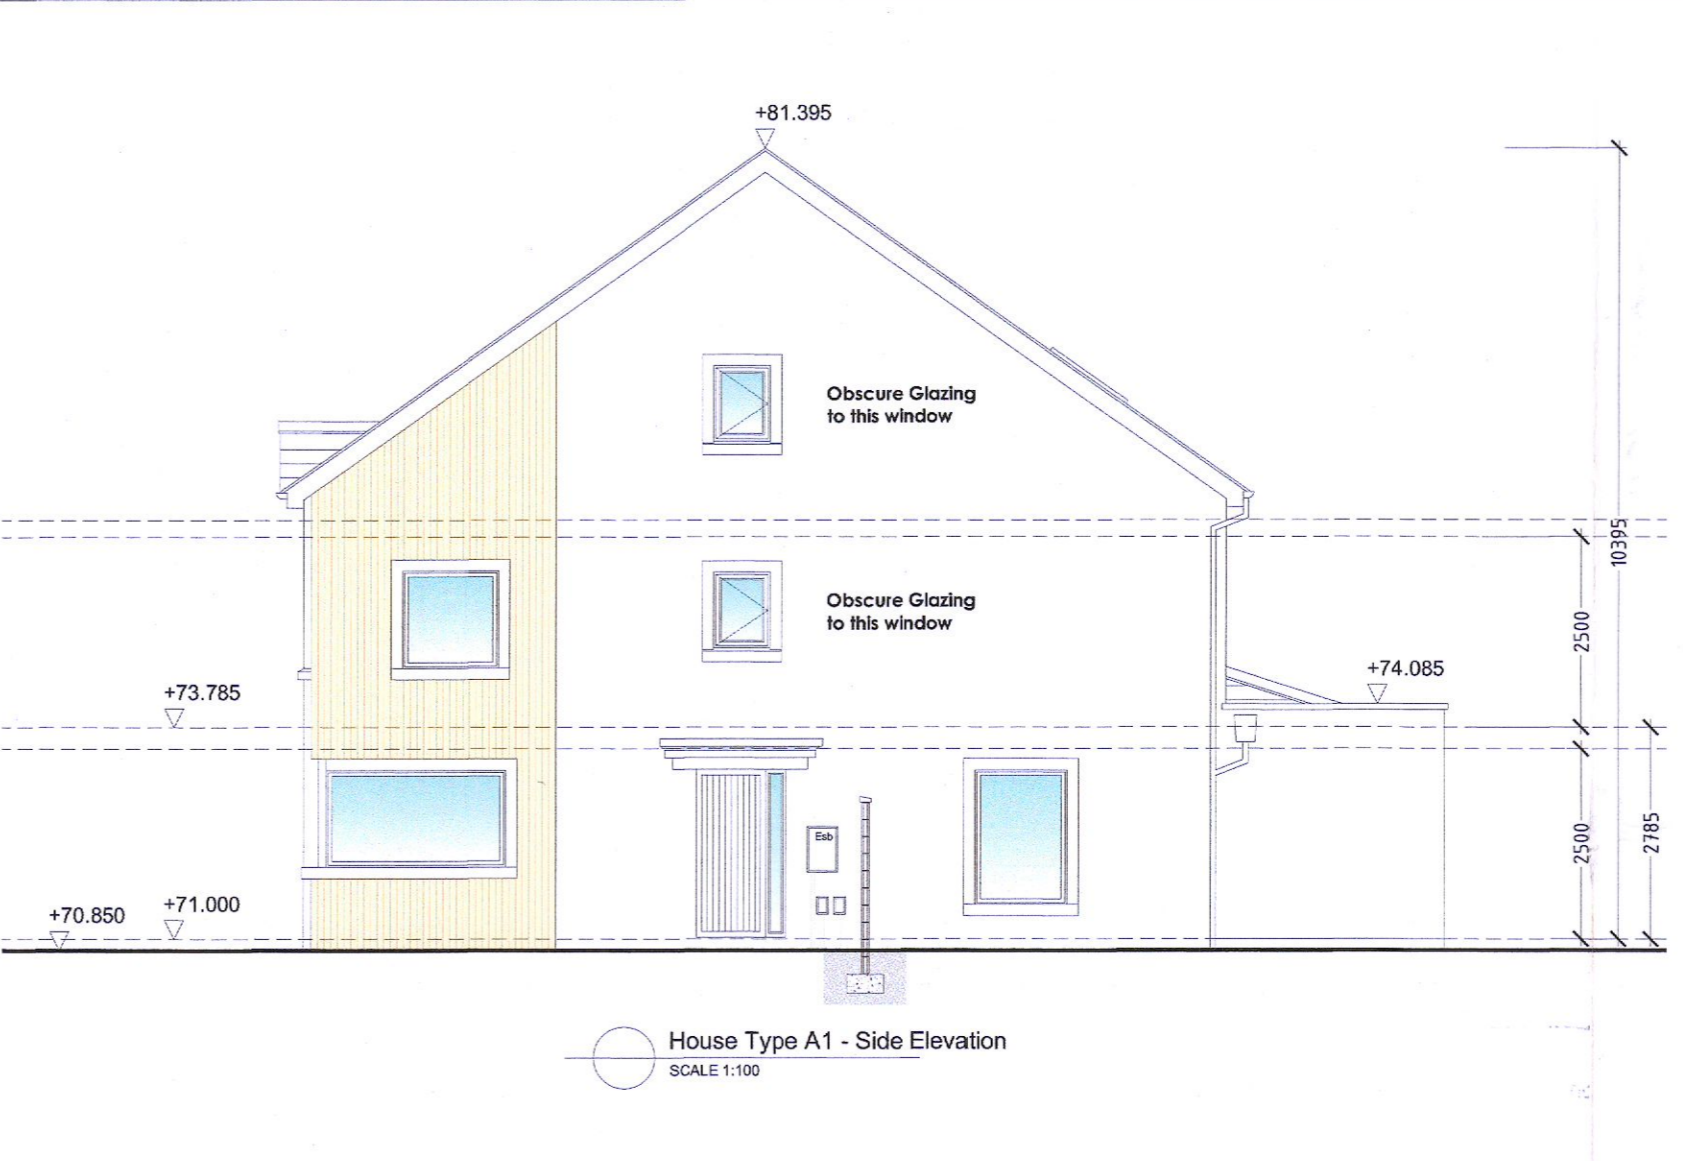 +81.395
Obscure Glazing
to this window
10395
Obscure Glazing
to this window
2500
+74.085
+73.785
Esb
2500
2785
+71.000
+70.850
House Type A1 - Side Elevation
SCALE 1:100